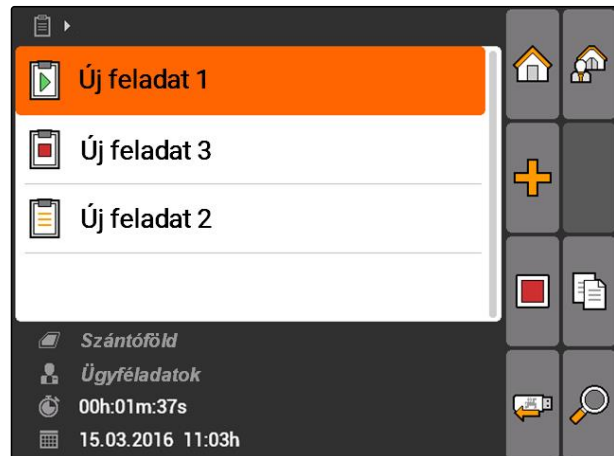 Új feladat 1
Új feladat 3
Új feladat 2
Szántóföld
Ügyféladatok
00h:01m:37s
15.03.2016 11:03h